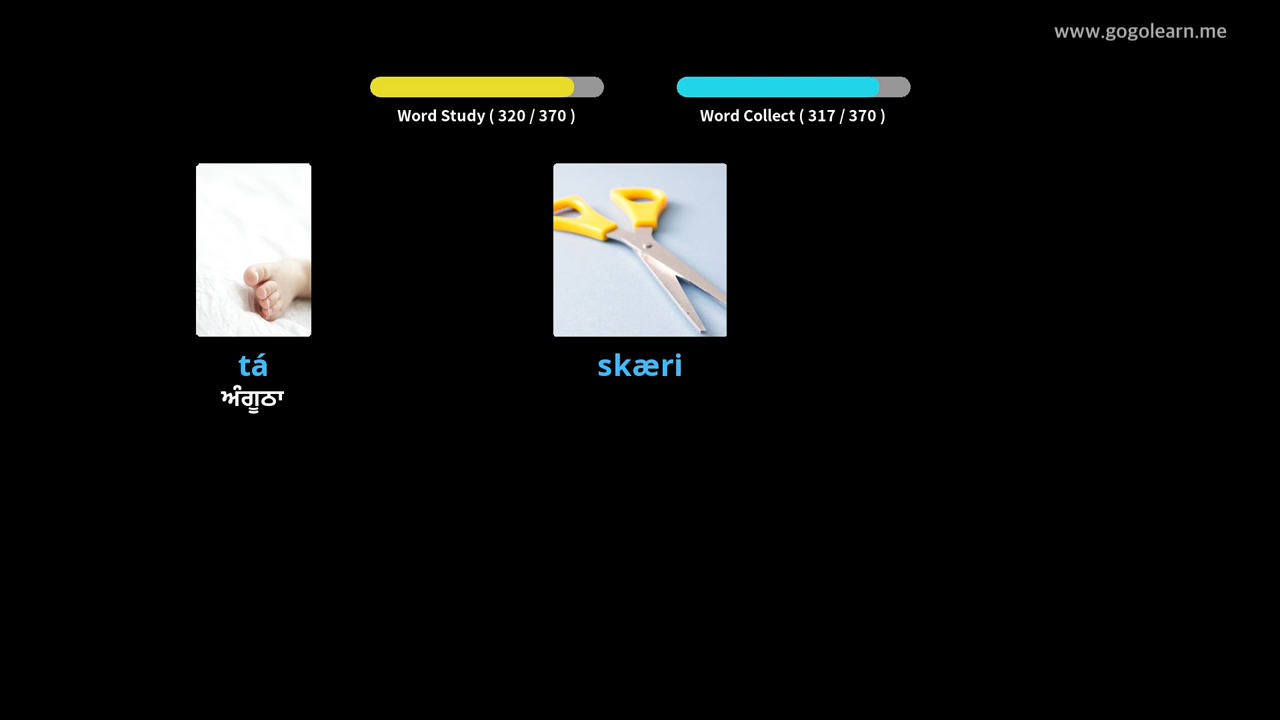 www.gogolearn.me
Word Study ( 320 / 370 )
Word Collect ( 317 / 370 )
tá
ਅੰਗੂਠਾ
skæri